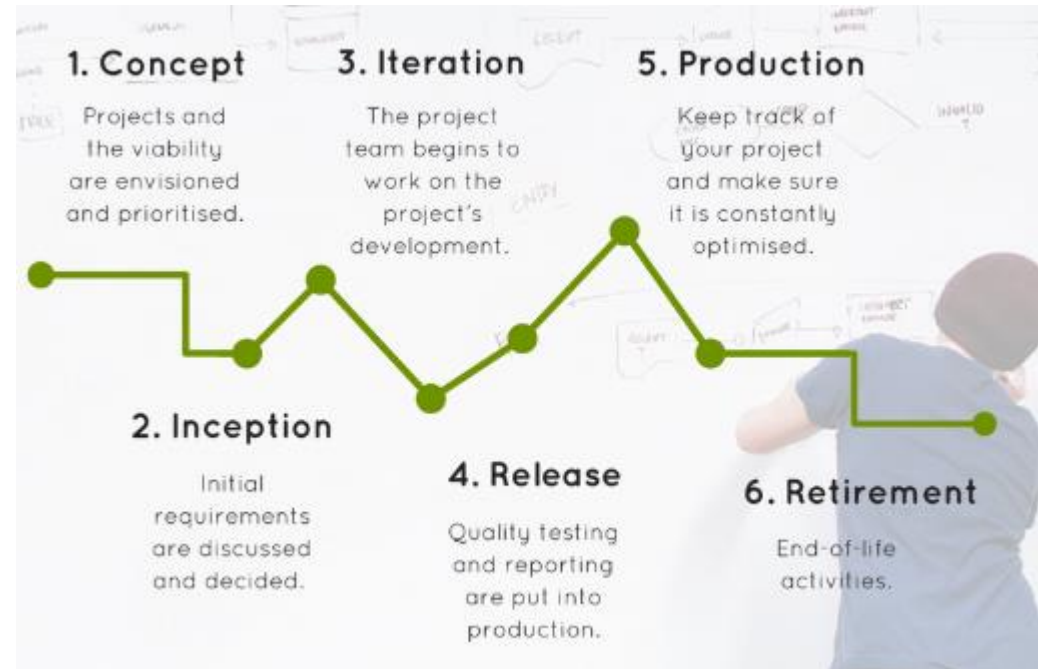 1. Concept
Projects and
the viability
are envisioned
and prioritised.
2. Inception
Initial
requirements
are discussed
and decided.
3. Iteration
The project
team begins to
work on the
project's
development.
4. Release
Quality testing
and reporting
are put into
production.
5. Production
Keep track of
your project
and make sure
it is constantly
optimised.
6. Retirement
End-of-life
activities.